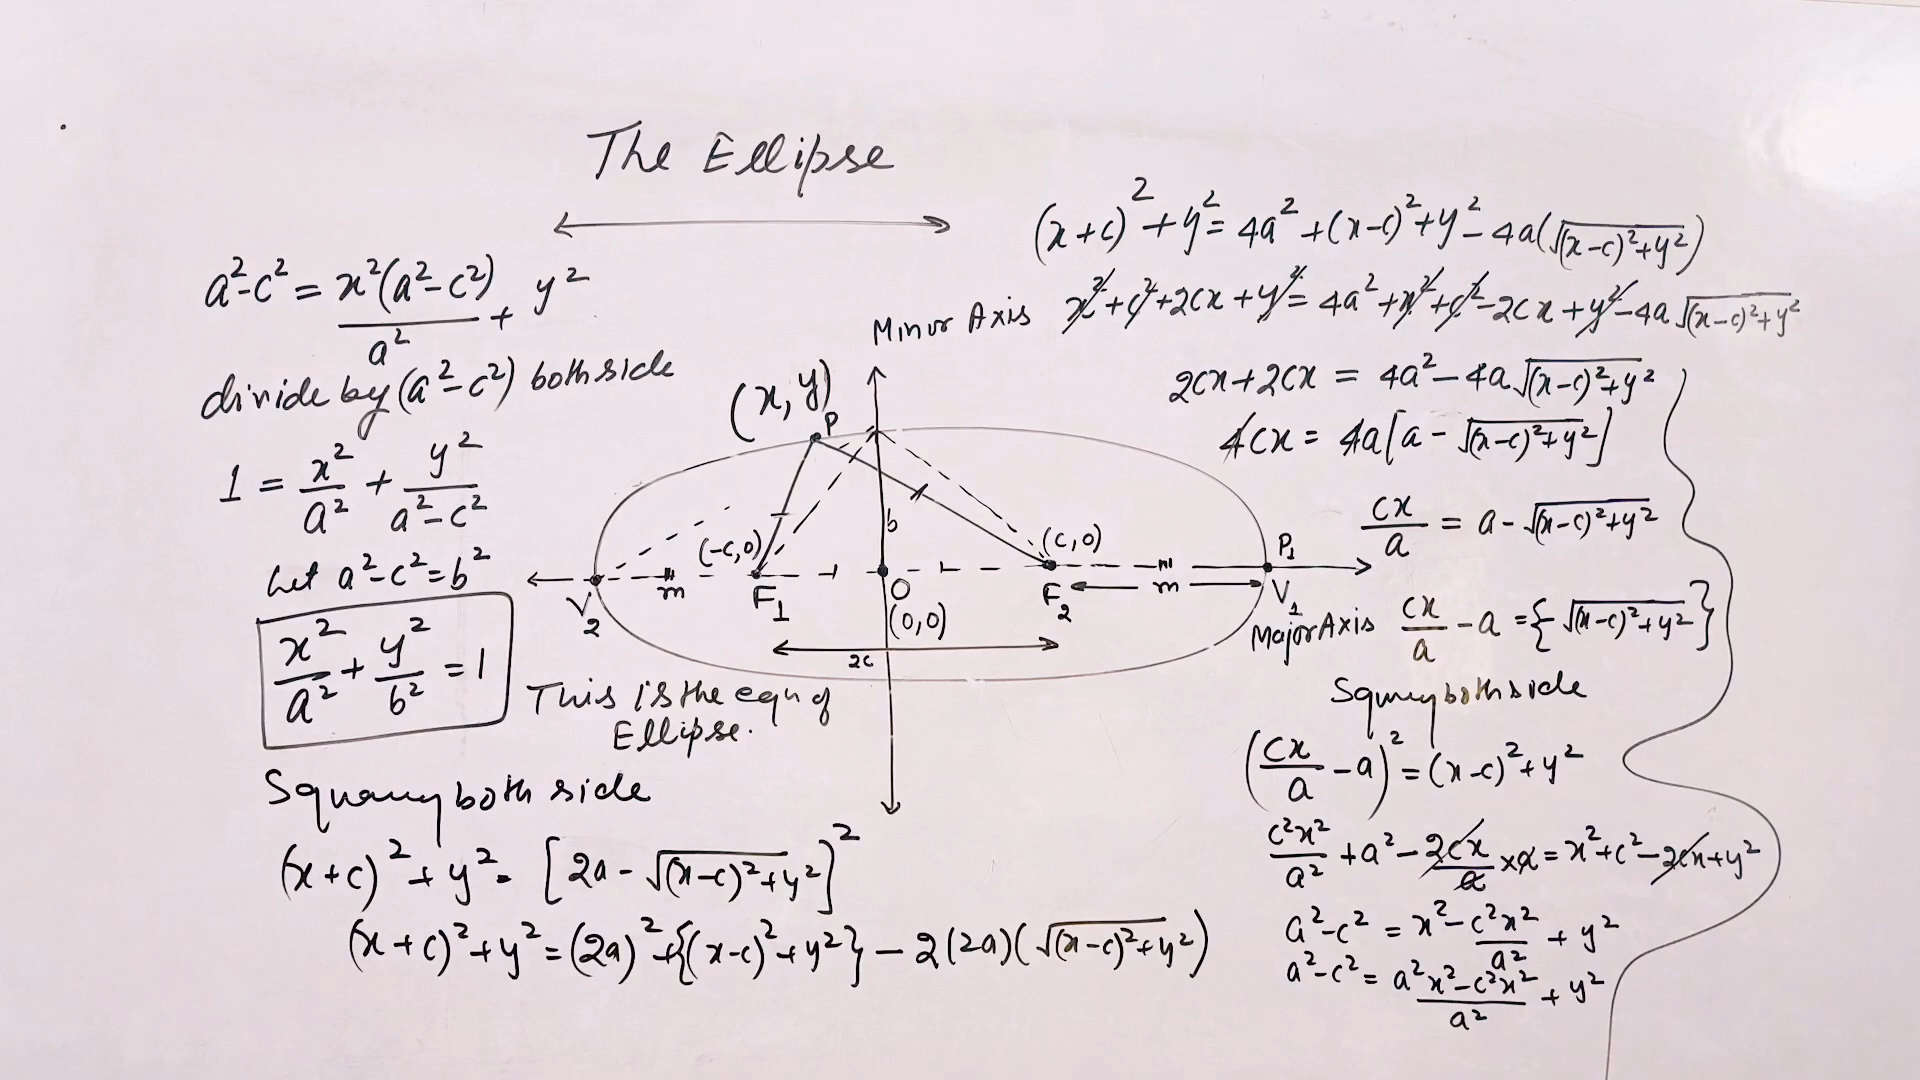 The Ellipse
a²-c² = x²(a²-c²)/a² + y²
divide by (a²-c²) both side
1 = x²/a² + y²/(a²-c²)
Let a²-c²=b²
x²/a² + y²/b² = 1
This is the eqn of
Ellipse.
Minor Axis
(x,y)
P
b
(-c,0)
(c,0)
P₁
m
m
V₂
F₁
O
F₂
V₁
(0,0)
Major Axis
2c
Squaring both side
(x+c)²+y² = [2a-√((x-c)²+y²)]²
(x+c)²+y² = (2a)²+{(x-c)²+y²} - 2(2a)(√((x-c)²+y²))
(x+c)²+y² = 4a²+(x-c)²+y²-4a(√((x-c)²+y²))
x²+c²+2cx+y² = 4a²+x²+c²-2cx+y²-4a√((x-c)²+y²)
2cx+2cx = 4a²-4a√((x-c)²+y²)
4cx = 4a[a-√((x-c)²+y²)]
cx/a = a-√((x-c)²+y²)
cx/a - a = {-√((x-c)²+y²)}
Squaring both side
(cx/a - a)² = (x-c)²+y²
c²x²/a² + a² - 2cx/a × a = x²+c²-2cx+y²
a²-c² = x² - c²x²/a² + y²
a²-c² = (a²x²-c²x²)/a² + y²